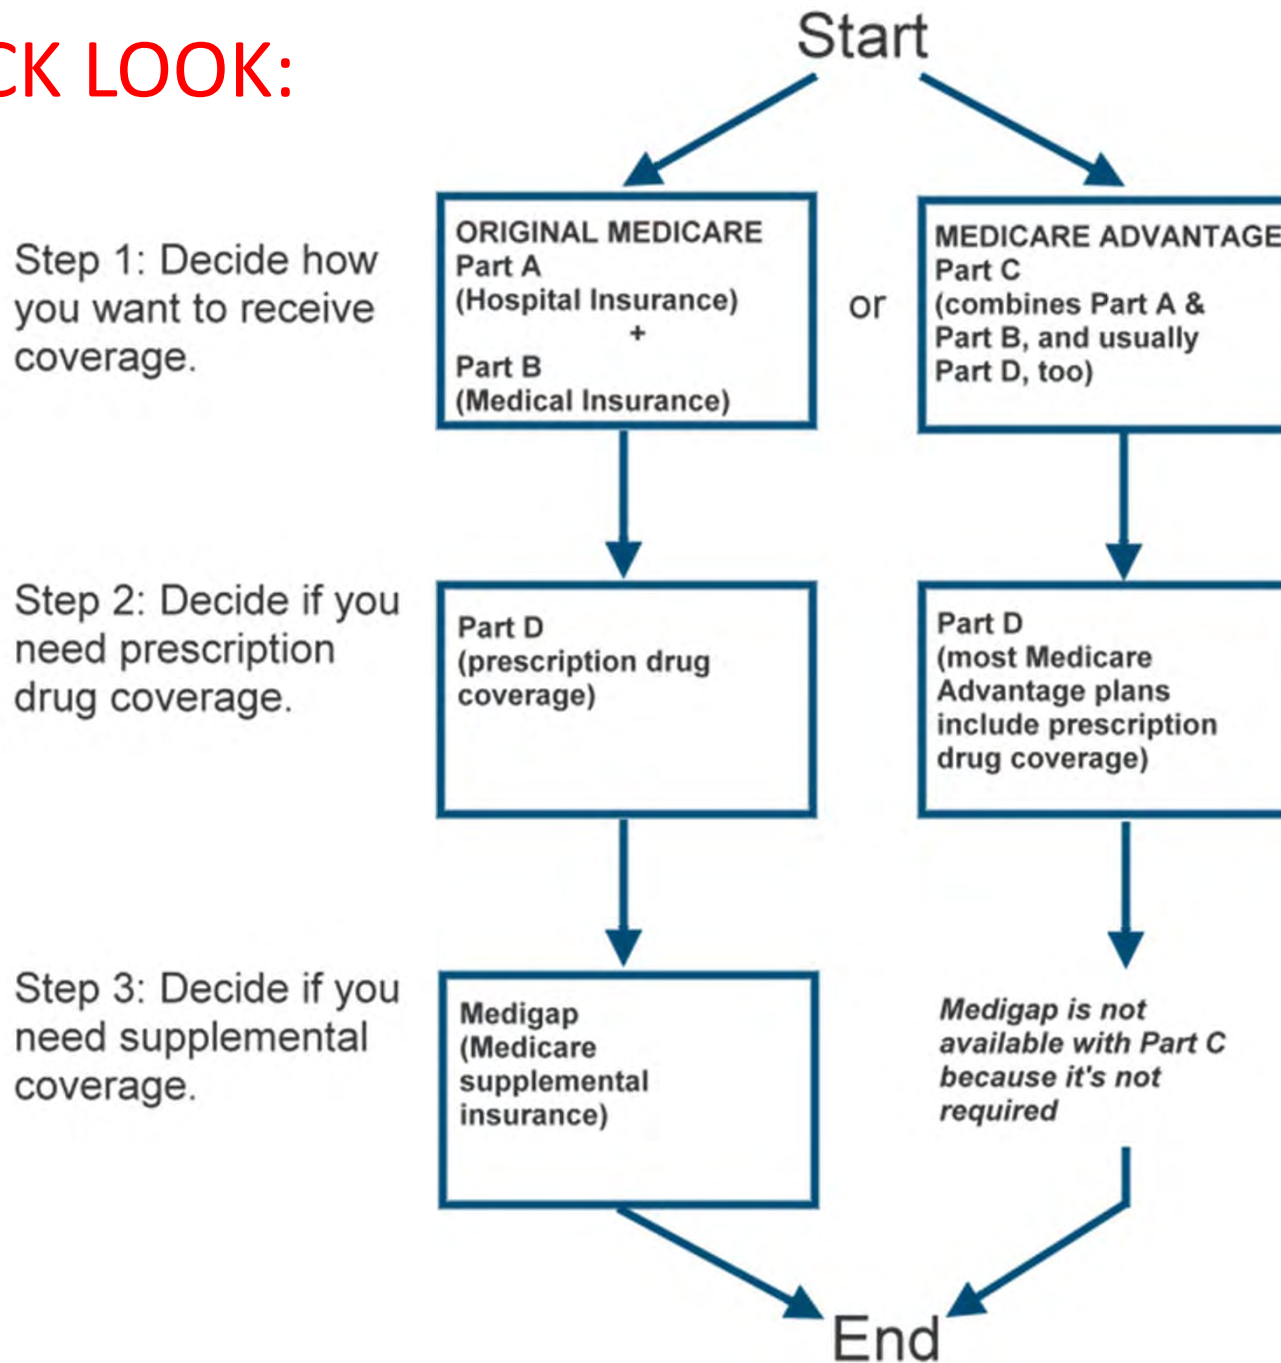 CK LOOK:
Start
Step 1: Decide how
you want to receive
coverage.
ORIGINAL MEDICARE
Part A
(Hospital Insurance)
+
Part B
(Medical Insurance)
or
MEDICARE ADVANTAGE
Part C
(combines Part A &
Part B, and usually
Part D, too)
Step 2: Decide if you
need prescription
drug coverage.
Part D
(prescription drug
coverage)
Part D
(most Medicare
Advantage plans
include prescription
drug coverage)
Step 3: Decide if you
need supplemental
coverage.
Medigap
(Medicare
supplemental
insurance)
Medigap is not
available with Part C
because it's not
required
End